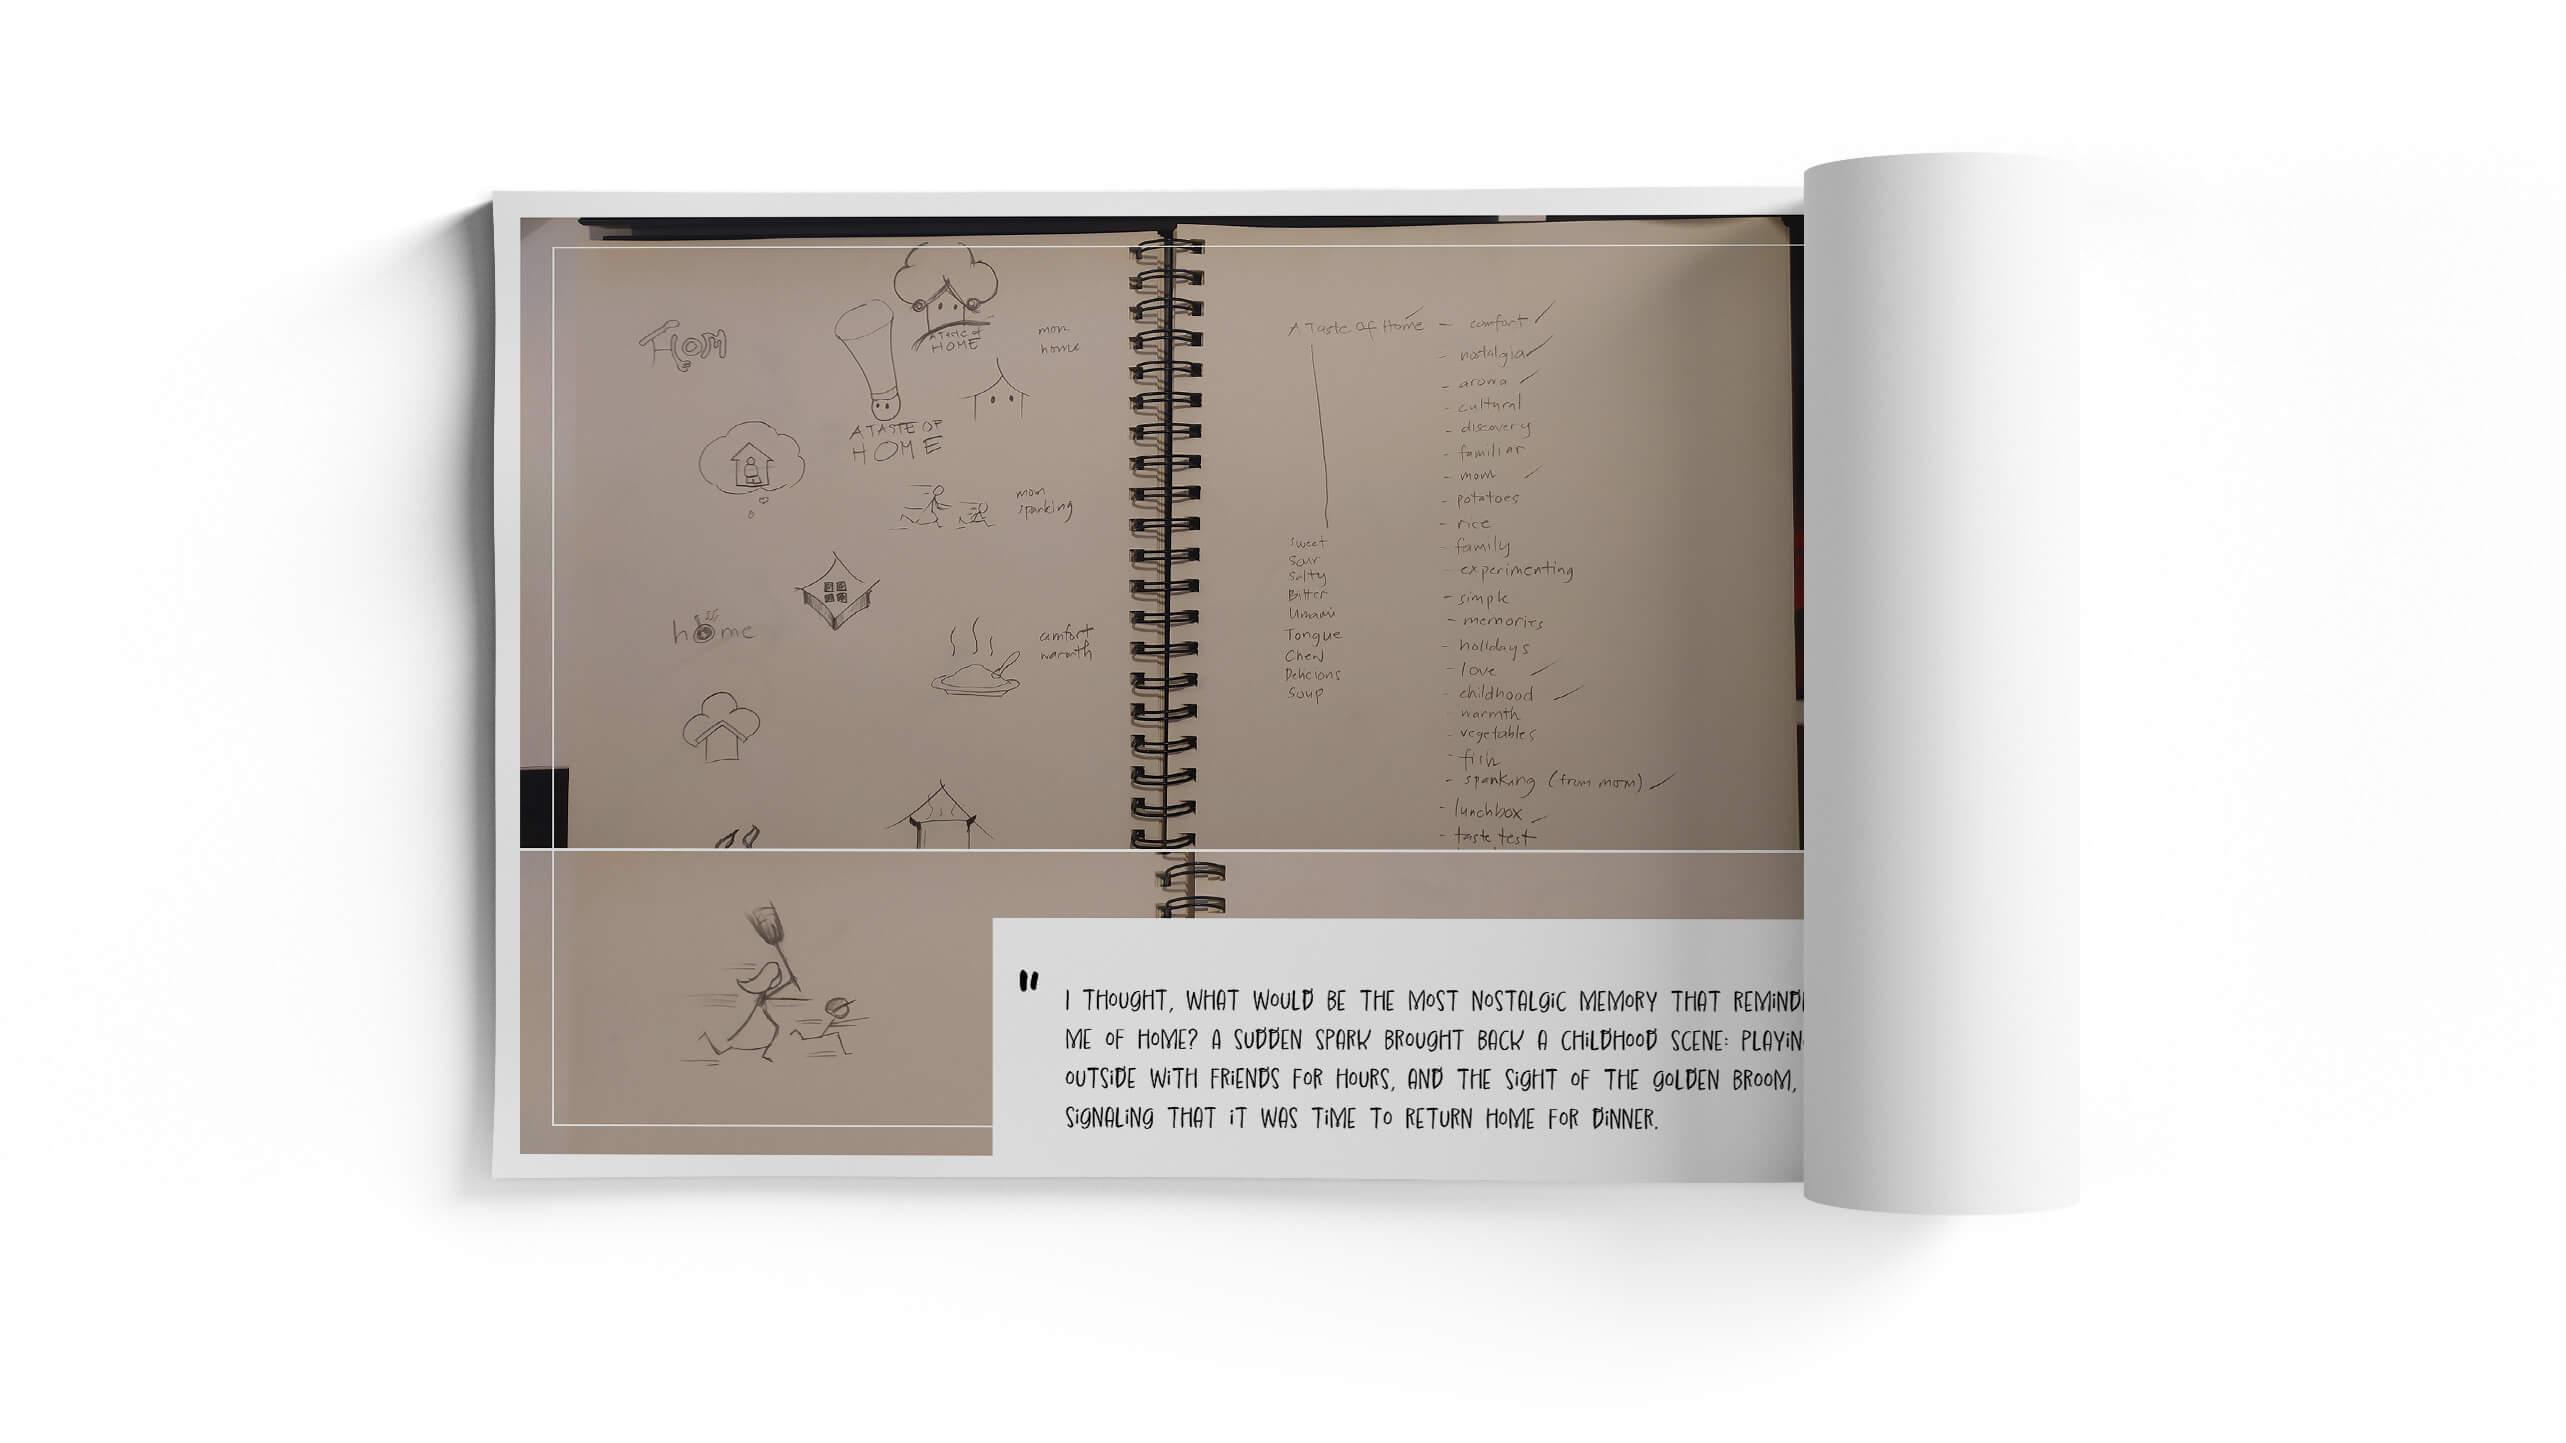 HOM
A Taste of
HOME
mom
home
A TASTE OF
HOME
mom
spanking
home
comfort
warmth
A Taste Of Home - comfort
- nostalgia
- aroma
- cultural
- discovery
- familiar
- mom
- potatoes
- rice
- family
- experimenting
- simple
- memories
- holidays
- love
- childhood
- warmth
- vegetables
- fish
- spanking (from mom)
- lunchbox
- taste test
Sweet
Sour
Salty
Bitter
Umami
Tongue
Chew
Delicious
Soup
" I THOUGHT, WHAT WOULD BE THE MOST NOSTALGIC MEMORY THAT REMIND
ME OF HOME? A SUDDEN SPARK BROUGHT BACK A CHILDHOOD SCENE: PLAYIN
OUTSIDE WITH FRIENDS FOR HOURS, AND THE SIGHT OF THE GOLDEN BROOM,
SIGNALING THAT IT WAS TIME TO RETURN HOME FOR DINNER.